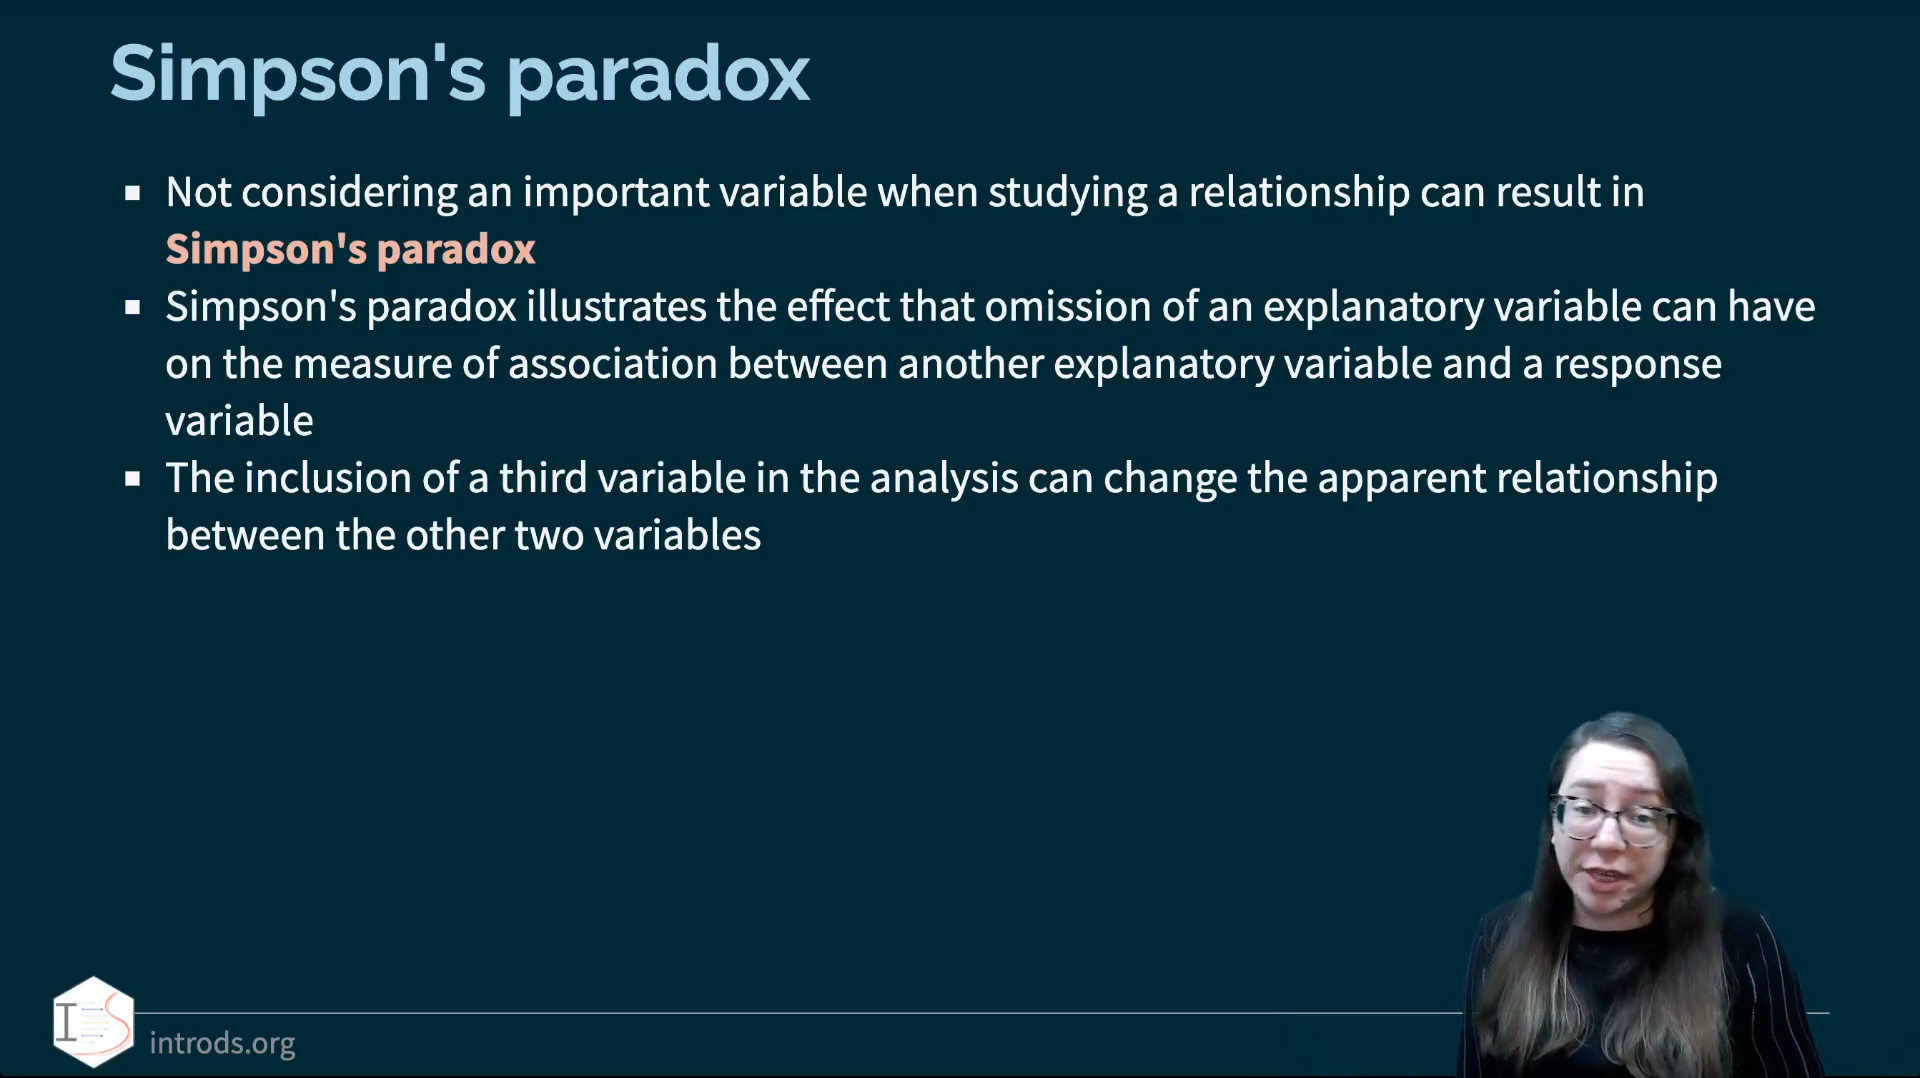 Simpson's paradox
Not considering an important variable when studying a relationship can result in
Simpson's paradox
Simpson's paradox illustrates the effect that omission of an explanatory variable can have
on the measure of association between another explanatory variable and a response
variable
The inclusion of a third variable in the analysis can change the apparent relationship
between the other two variables
IS
introds.org